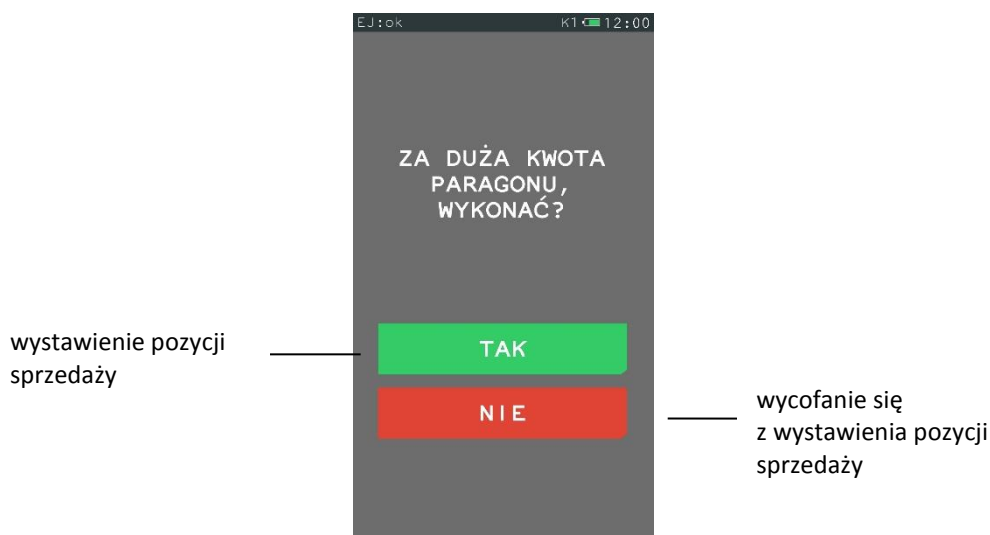 EJ:ok K1 12:00
ZA DUŻA KWOTA
PARAGONU,
WYKONAĆ?
wystawienie pozycji
sprzedaży
TAK
NIE
wycofanie się
z wystawienia pozycji
sprzedaży